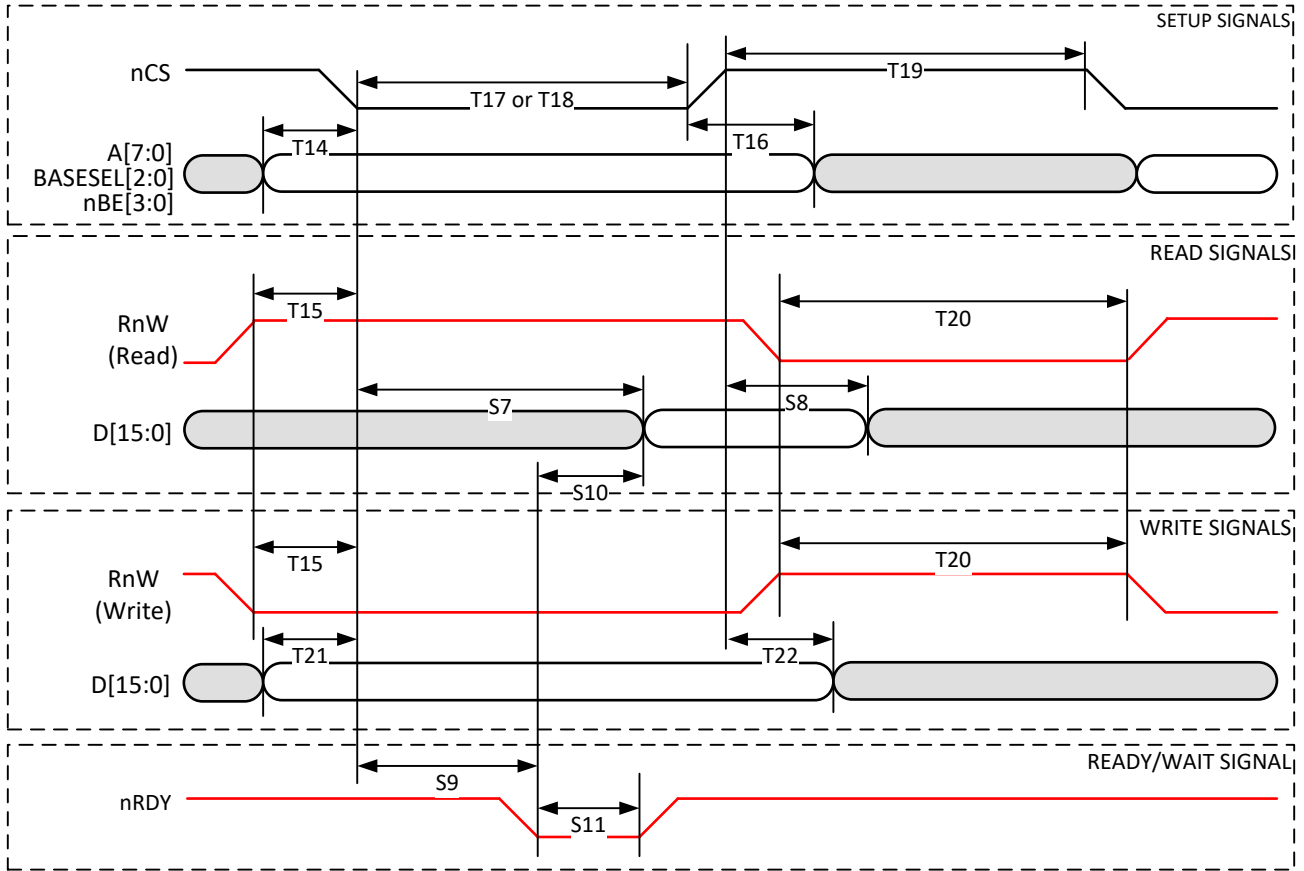 SETUP SIGNALS
nCS
T19
T17 or T18
T14
T16
A[7:0]
BASESEL[2:0]
nBE[3:0]
READ SIGNALS
T15
T20
RnW
(Read)
S7
S8
D[15:0]
S10
WRITE SIGNALS
T15
T20
RnW
(Write)
T21
T22
D[15:0]
READY/WAIT SIGNAL
S9
nRDY
S11